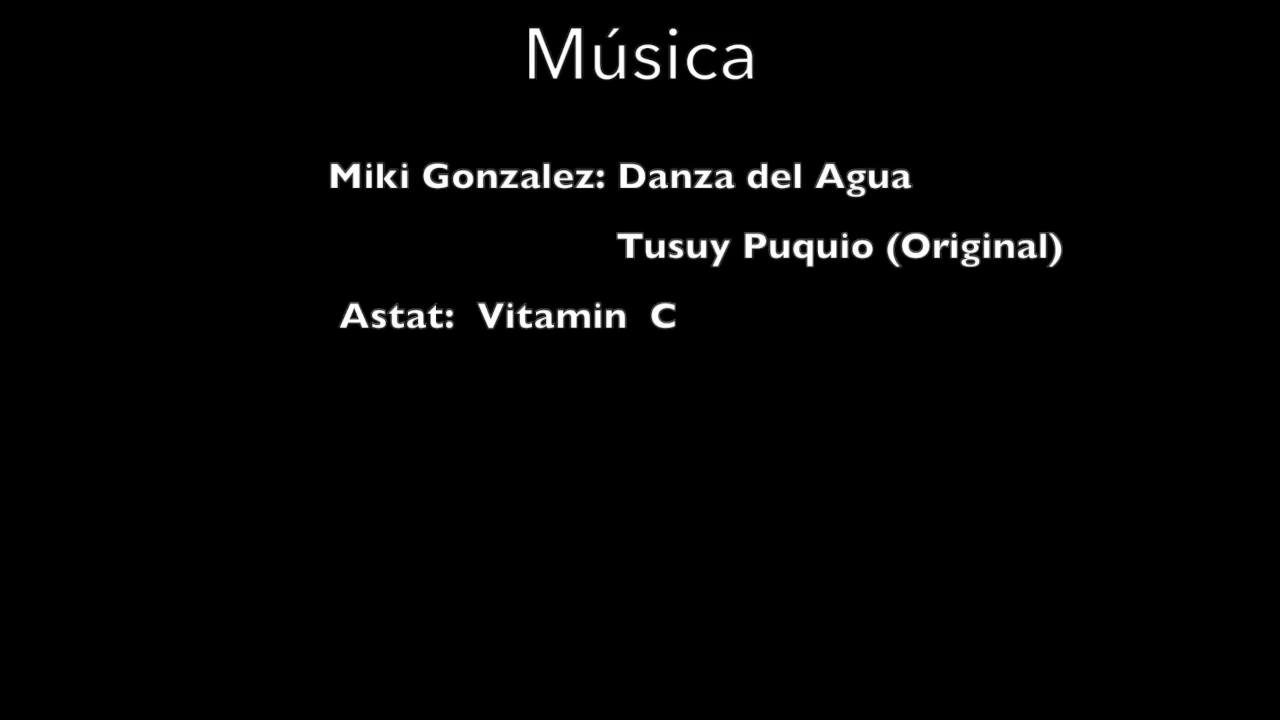 Música
Miki Gonzalez: Danza del Agua
Tusuy Puquio (Original)
Astat: Vitamin C